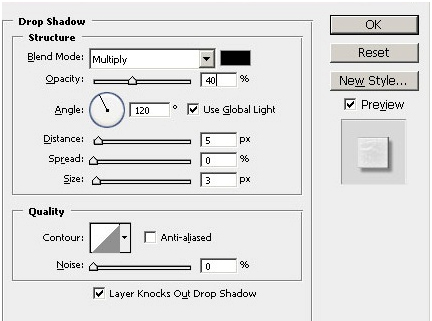 Drop Shadow
Structure
Blend Mode: Multiply
Opacity: 40 %
Angle: 120 ° Use Global Light
Distance: 5 px
Spread: 0 %
Size: 3 px
Quality
Contour: Anti-aliased
Noise: 0 %
Layer Knocks Out Drop Shadow
OK
Reset
New Style...
Preview